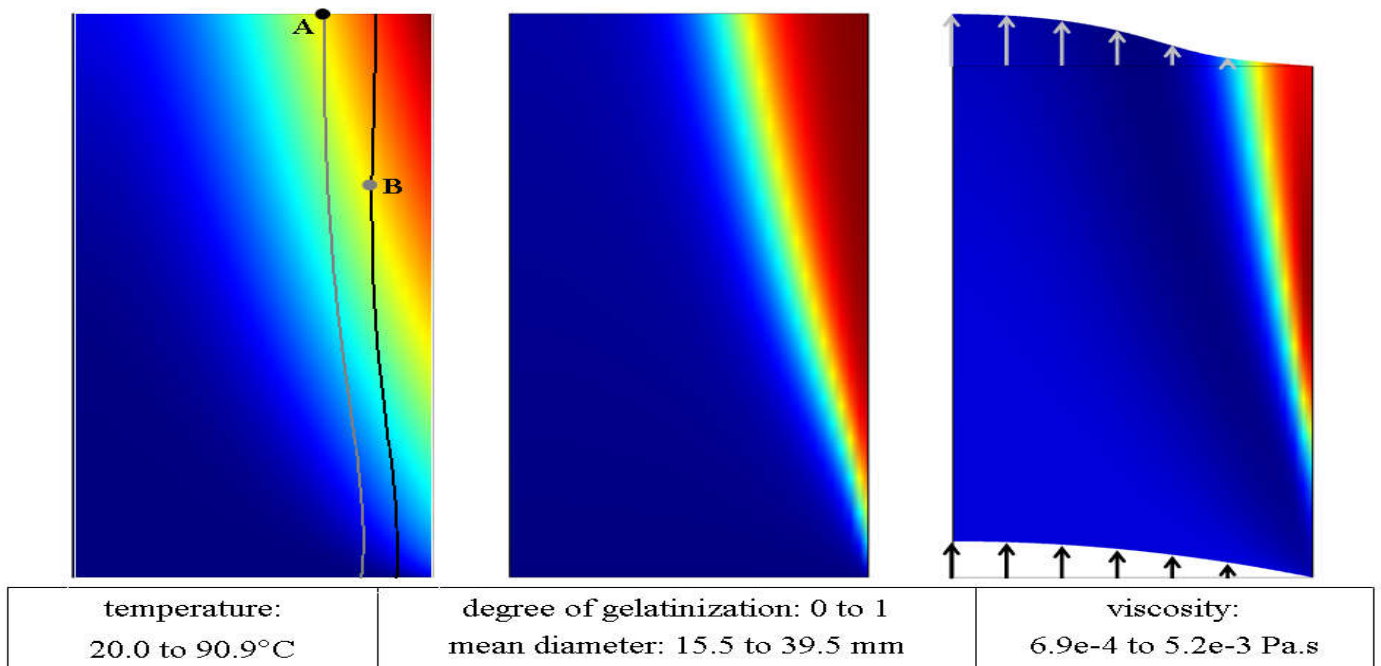 A
B
temperature:
20.0 to 90.9°C
degree of gelatinization: 0 to 1
mean diameter: 15.5 to 39.5 mm
viscosity:
6.9e-4 to 5.2e-3 Pa.s